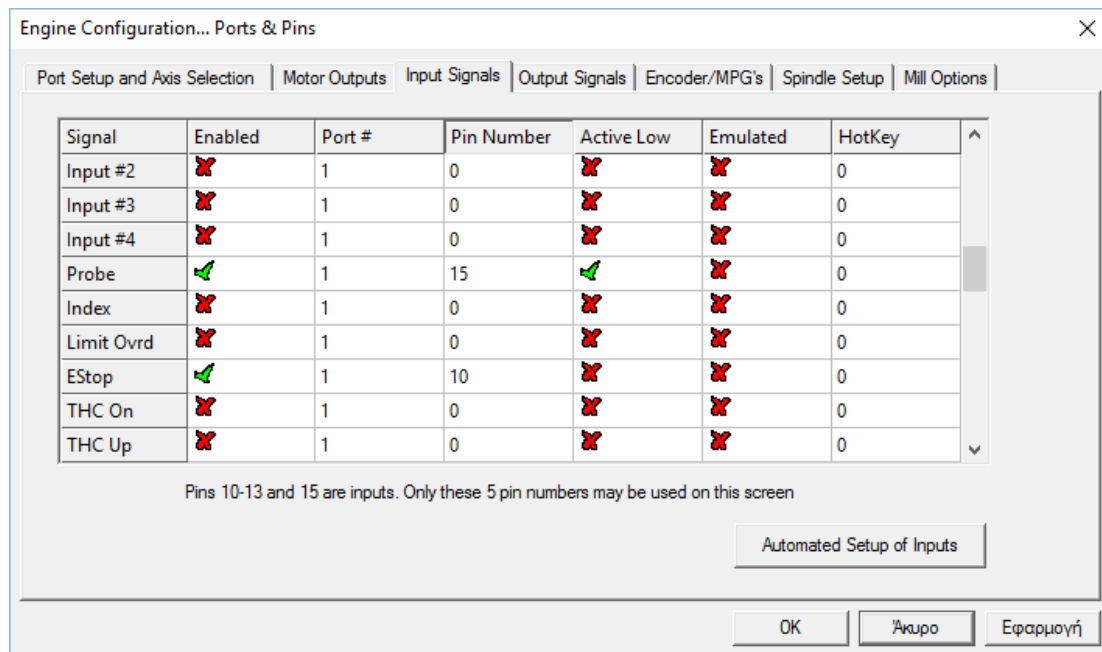 Engine Configuration... Ports & Pins
Port Setup and Axis Selection Motor Outputs Input Signals Output Signals Encoder/MPG's Spindle Setup Mill Options
Signal Enabled Port # Pin Number Active Low Emulated HotKey
Input #2 1 0 0
Input #3 1 0 0
Input #4 1 0 0
Probe 1 15 0
Index 1 0 0
Limit Ovrd 1 0 0
EStop 1 10 0
THC On 1 0 0
THC Up 1 0 0
Pins 10-13 and 15 are inputs. Only these 5 pin numbers may be used on this screen
Automated Setup of Inputs
OK Άκυρο Εφαρμογή